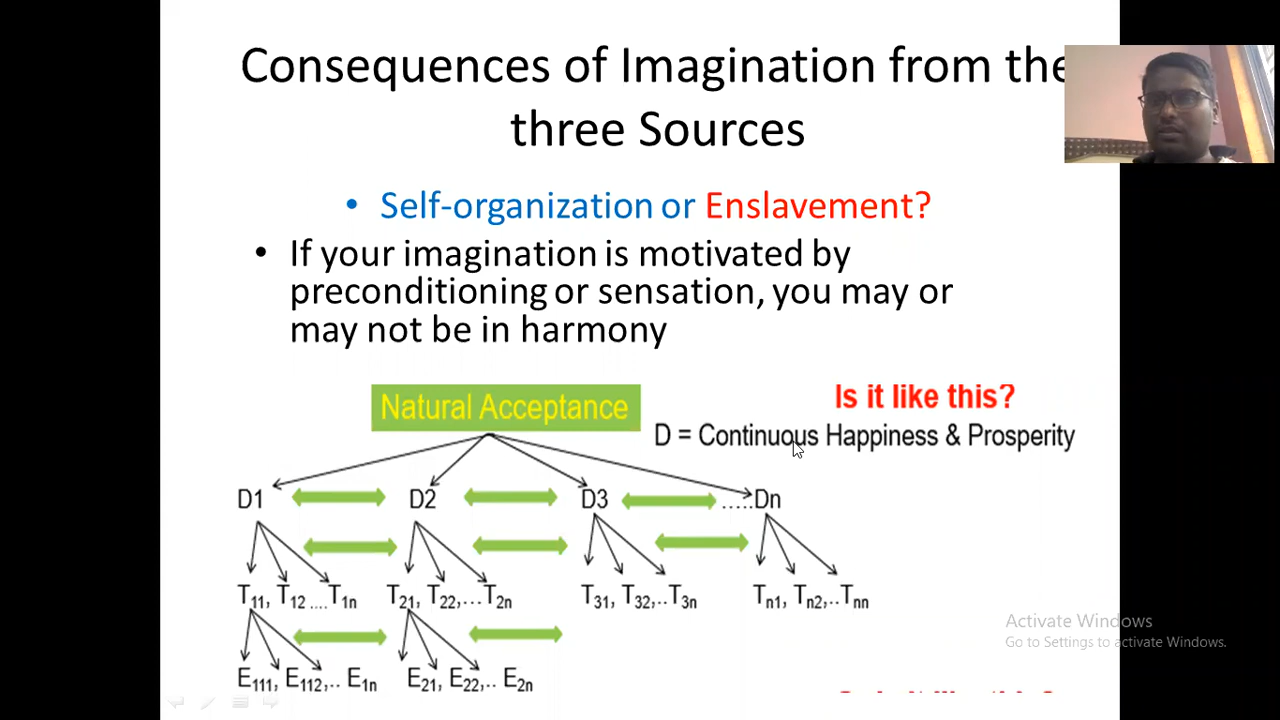 Consequences of Imagination from the
three Sources
• Self-organization or Enslavement?
• If your imagination is motivated by
preconditioning or sensation, you may or
may not be in harmony
Natural Acceptance
Is it like this?
D = Continuous Happiness & Prosperity
D1 D2 D3 .....Dn
T11, T12 ....T1n T21, T22,...T2n T31, T32,..T3n Tn1, Tn2,..Tnn
Activate Windows
Go to Settings to activate Windows.
E111, E112,.. E1n E21, E22,.. E2n